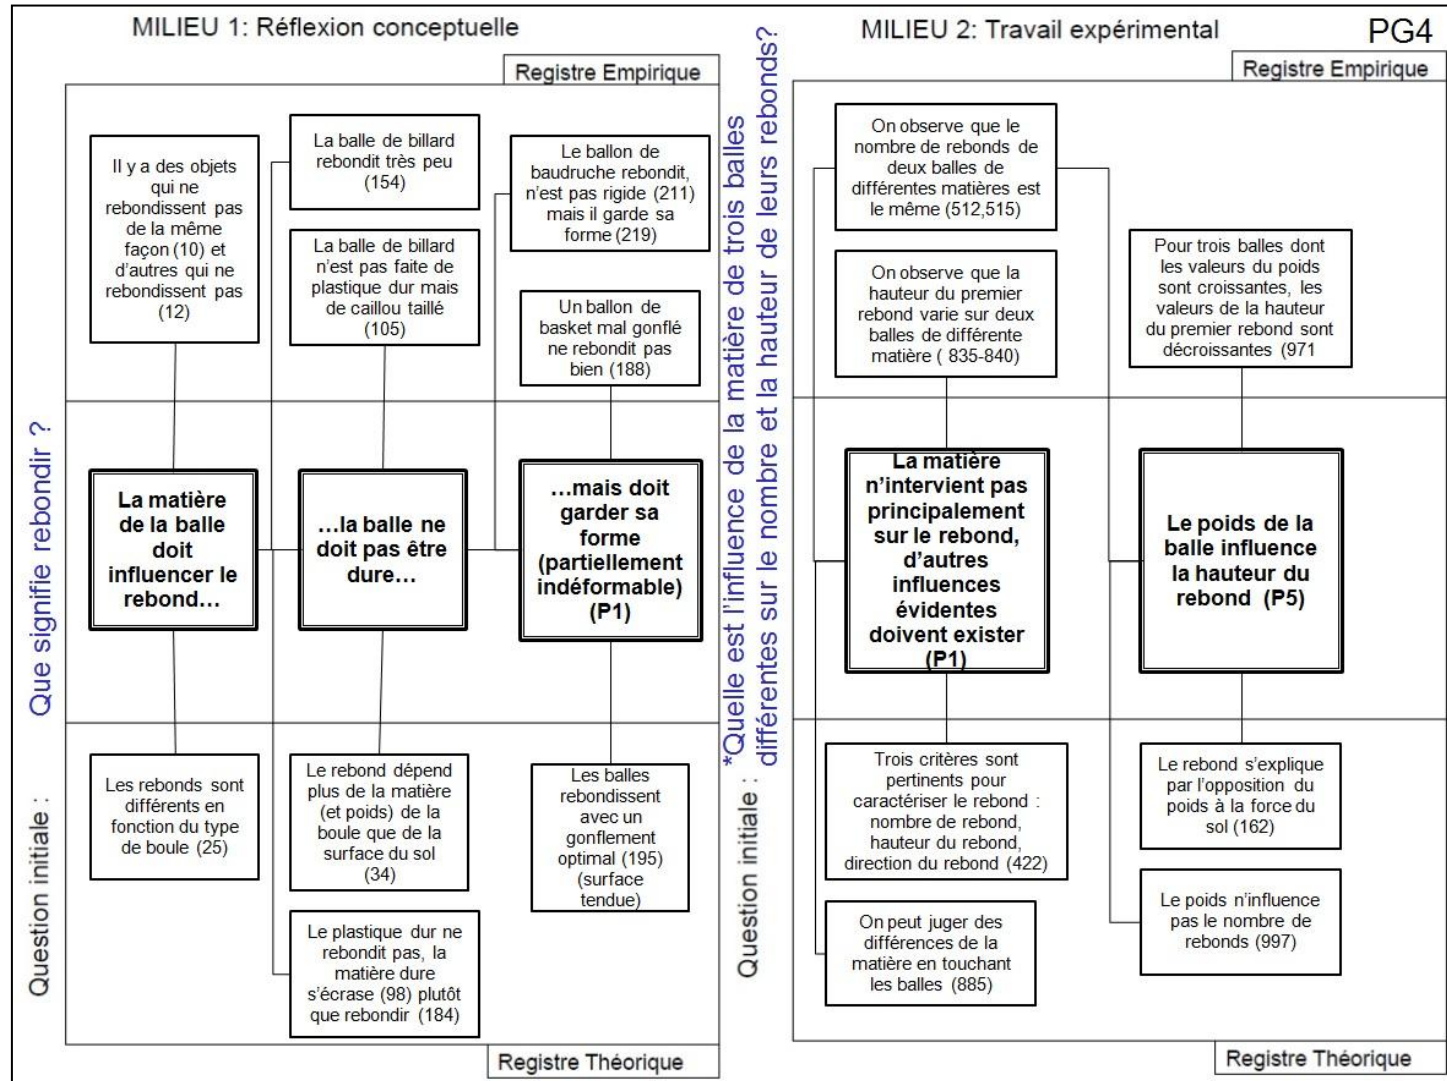 MILIEU 1: Réflexion conceptuelle
Registre Empirique
Il y a des objets
qui ne
rebondissent pas
de la même
façon (10) et
d'autres qui ne
rebondissent pas
(12)
La balle de billard
rebondit très peu
(154)
La balle de billard
n'est pas faite de
plastique dur mais
de caillou taillé
(105)
Le ballon de
baudruche rebondit,
n'est pas rigide (211)
mais il garde sa
forme (219)
Un ballon de
basket mal gonflé
ne rebondit pas
bien (188)
La matière
de la balle
doit
influencer le
rebond…
…la balle ne
doit pas être
dure…
…mais doit
garder sa
forme
(partiellement
indéformable)
(P1)
Les rebonds sont
différents en
fonction du type
de boule (25)
Le rebond dépend
plus de la matière
(et poids) de la
boule que de la
surface du sol
(34)
Le plastique dur ne
rebondit pas, la
matière dure
s'écrase (98) plutôt
que rebondir (184)
Les balles
rebondissent
avec un
gonflement
optimal (195)
(surface
tendue)
Registre Théorique
Question initiale : Que signifie rebondir ?
MILIEU 2: Travail expérimental
PG4
Registre Empirique
On observe que le
nombre de rebonds de
deux balles de
différentes matières est
le même (512,515)
On observe que la
hauteur du premier
rebond varie sur deux
balles de différente
matière ( 835-840)
Pour trois balles dont
les valeurs du poids
sont croissantes, les
valeurs de la hauteur
du premier rebond sont
décroissantes (971
La matière
n'intervient pas
principalement
sur le rebond,
d'autres
influences
évidentes
doivent exister
(P1)
Le poids de la
balle influence
la hauteur du
rebond (P5)
Trois critères sont
pertinents pour
caractériser le rebond :
nombre de rebond,
hauteur du rebond,
direction du rebond (422)
On peut juger des
différences de la
matière en touchant
les balles (885)
Le rebond s'explique
par l'opposition du
poids à la force du
sol (162)
Le poids n'influence
pas le nombre de
rebonds (997)
Registre Théorique
Question initiale : *Quelle est l'influence de la matière de trois balles
différentes sur le nombre et la hauteur de leurs rebonds?